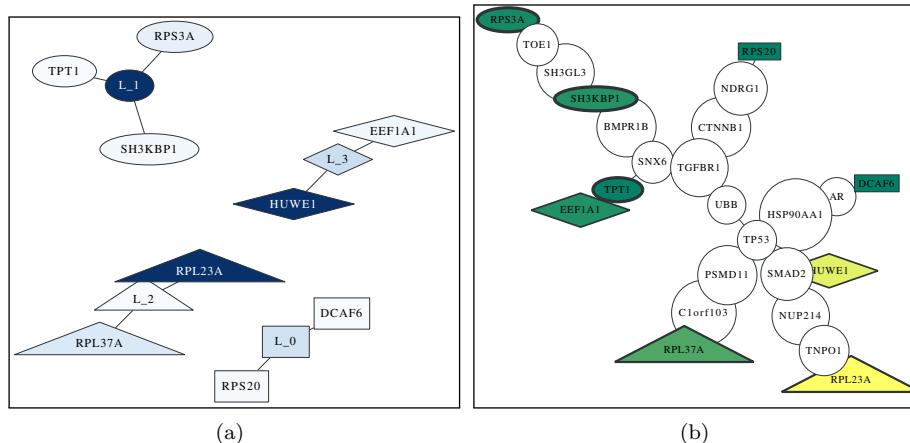 RPS3A
TPT1
L_1
SH3KBP1
EEF1A1
L_3
HUWE1
RPL23A
L_2
RPL37A
DCAF6
L_0
RPS20
(a)
RPS3A
TOE1
RPS20
SH3GL3
NDRG1
SH3KBP1
BMPR1B
CTNNB1
SNX6
TGFBR1
TPT1
DCAF6
EEF1A1
UBB
AR
HSP90AA1
TP53
PSMD11
SMAD2
HUWE1
C1orf103
NUP214
RPL37A
TNPO1
RPL23A
(b)